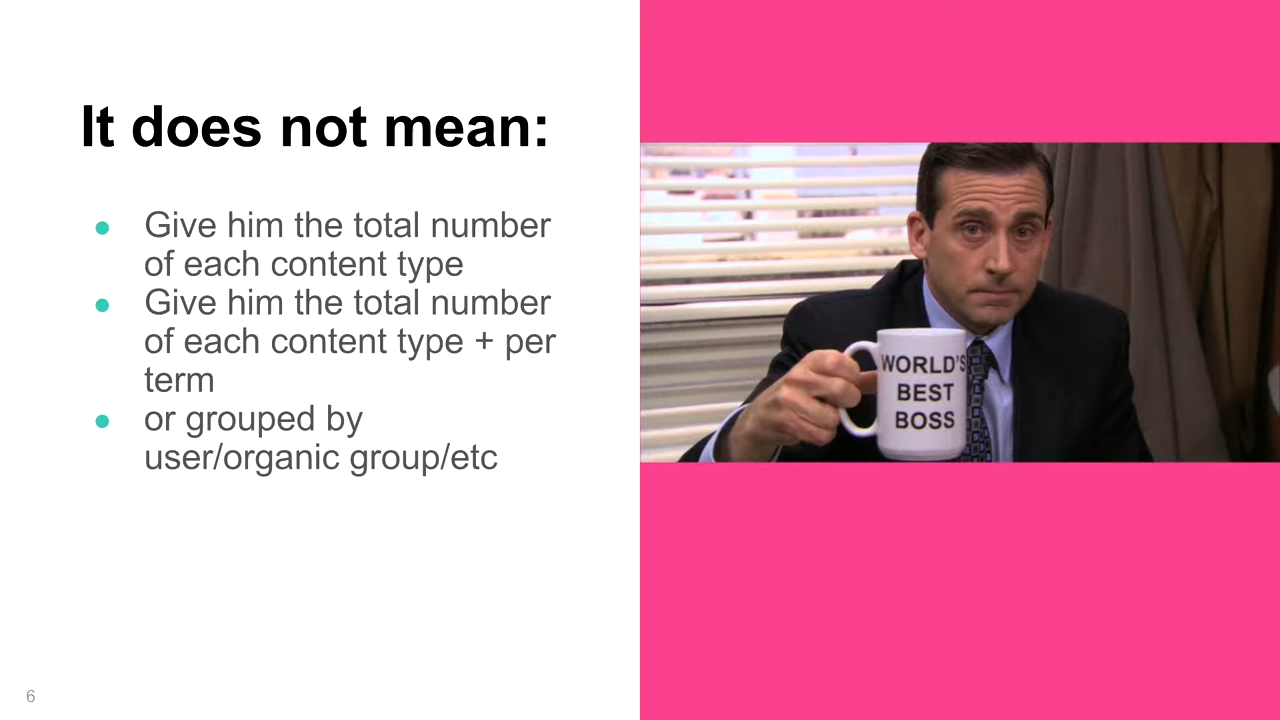 It does not mean:
● Give him the total number
of each content type
● Give him the total number
of each content type + per
term
● or grouped by
user/organic group/etc
WORLD'S
BEST
BOSS
6